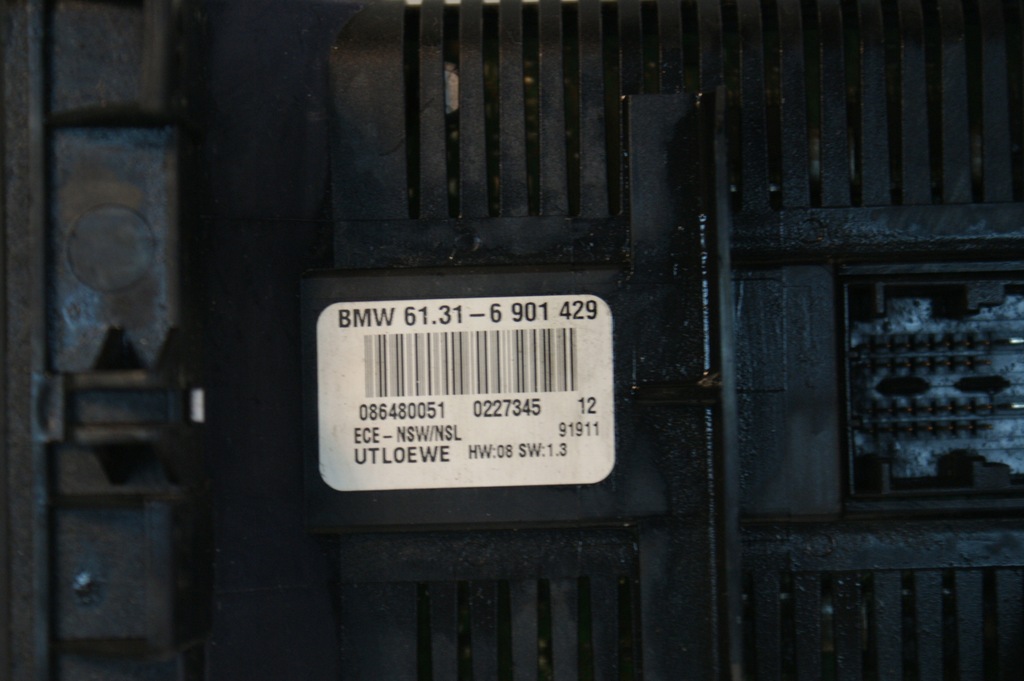 BMW 61.31-6 901 429
086480051 0227345 12
ECE-NSW/NSL 91911
UTLOEWE HW:08 SW:1.3